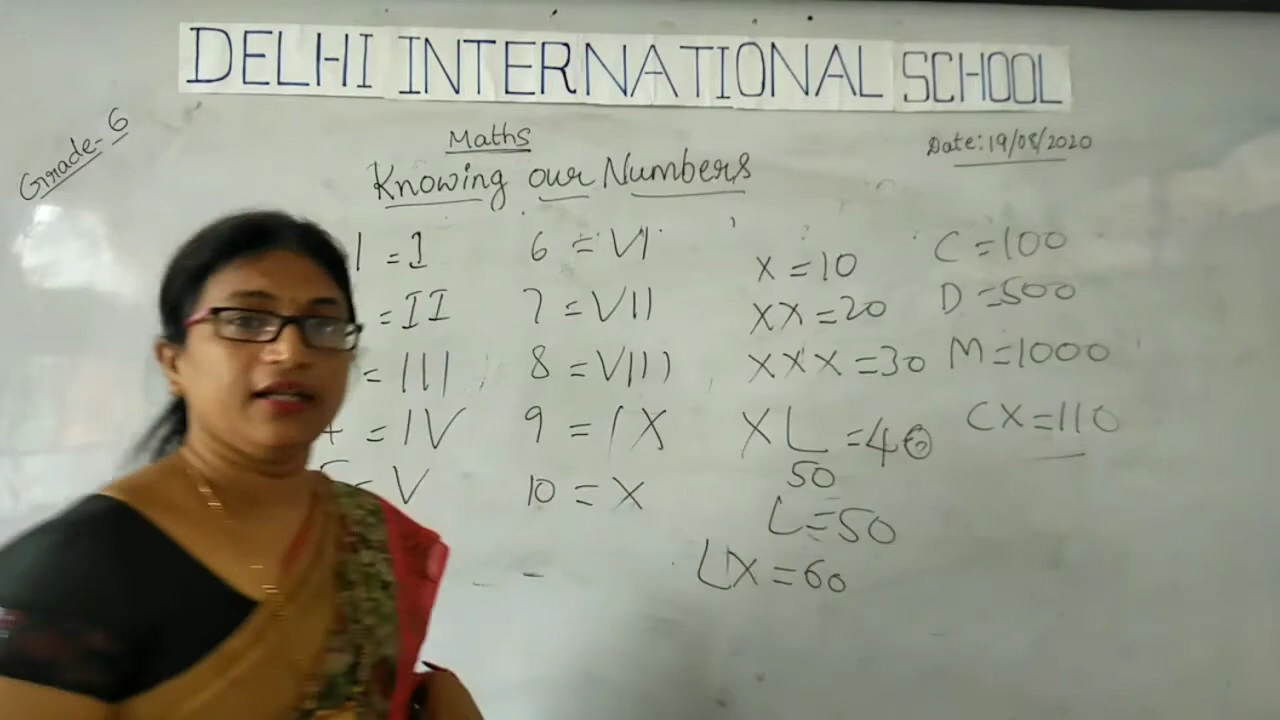 DELHI INTERNATIONAL SCHOOL
Grade-6
Maths
Date: 19/08/2020
Knowing our Numbers
1 = I
= II
= III
= IV
= V
6 = VI
7 = VII
8 = VIII
9 = IX
10 = X
X = 10
XX = 20
XXX = 30
XL = 40
50
L = 50
LX = 60
C = 100
D = 500
M = 1000
CX = 110